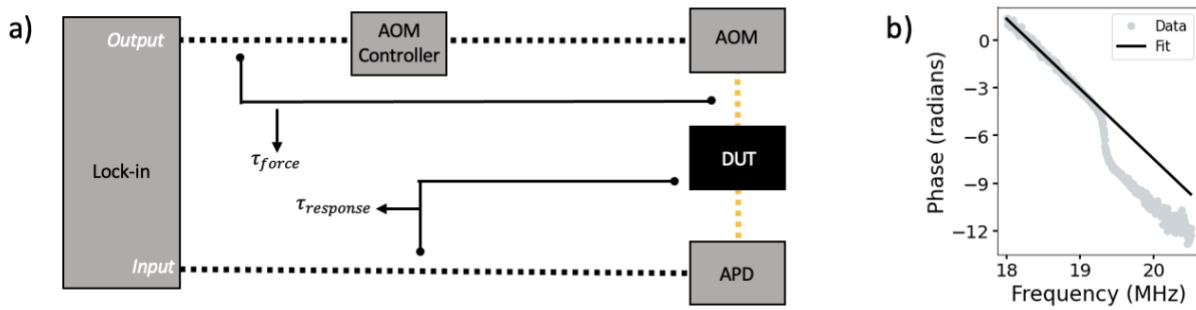 a)
Output
AOM
Controller
AOM
τforce
Lock-in
DUT
τresponse
Input
APD
b)
Data
Fit
Phase (radians)
0
−3
−6
−9
−12
18
19
20
Frequency (MHz)